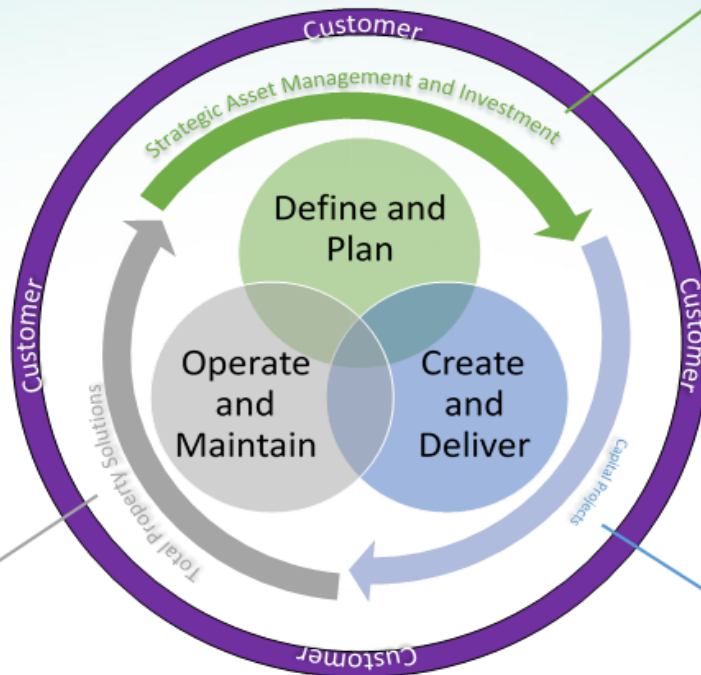 Customer
Strategic Asset Management and Investment
Define and
Plan
Customer
Customer
Operate
and
Maintain
Create
and
Deliver
Total Property Solutions
Capital Projects
Customer